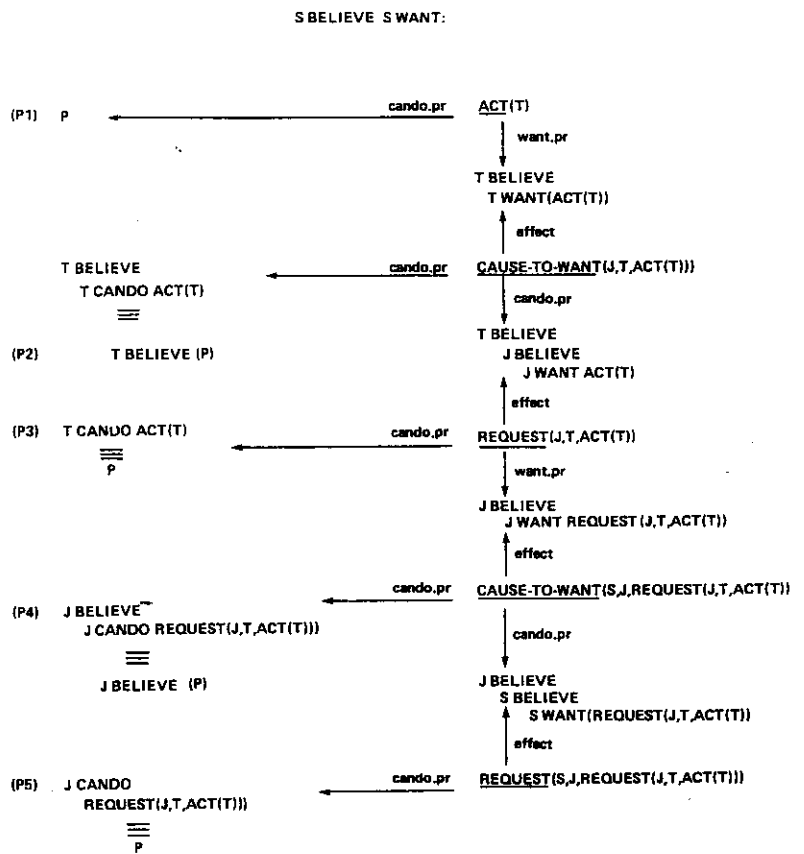 S BELIEVE S WANT:
(P1) P cando.pr ACT(T)
want.pr
T BELIEVE
T WANT(ACT(T))
effect
T BELIEVE cando.pr CAUSE-TO-WANT(J,T,ACT(T)))
T CANDO ACT(T)
cando.pr
≡
T BELIEVE
(P2) T BELIEVE (P)
J BELIEVE
J WANT ACT(T)
effect
(P3) T CANDO ACT(T) cando.pr REQUEST(J,T,ACT(T))
≡
P
want.pr
J BELIEVE
J WANT REQUEST(J,T,ACT(T))
effect
cando.pr CAUSE-TO-WANT(S,J,REQUEST(J,T,ACT(T))
(P4) J BELIEVE
J CANDO REQUEST(J,T,ACT(T)))
cando.pr
≡
J BELIEVE (P)
J BELIEVE
S BELIEVE
S WANT(REQUEST(J,T,ACT(T))
effect
(P5) J CANDO cando.pr REQUEST(S,J,REQUEST(J,T,ACT(T)))
REQUEST(J,T,ACT(T)))
≡
P